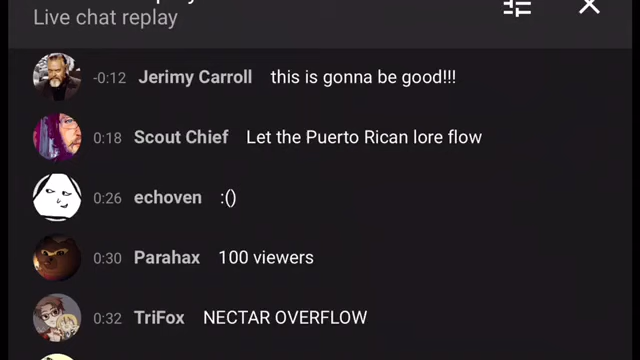 Live chat replay
-0:12 Jerimy Carroll this is gonna be good!!!
0:18 Scout Chief Let the Puerto Rican lore flow
0:26 echoven :()
0:30 Parahax 100 viewers
0:32 TriFox NECTAR OVERFLOW